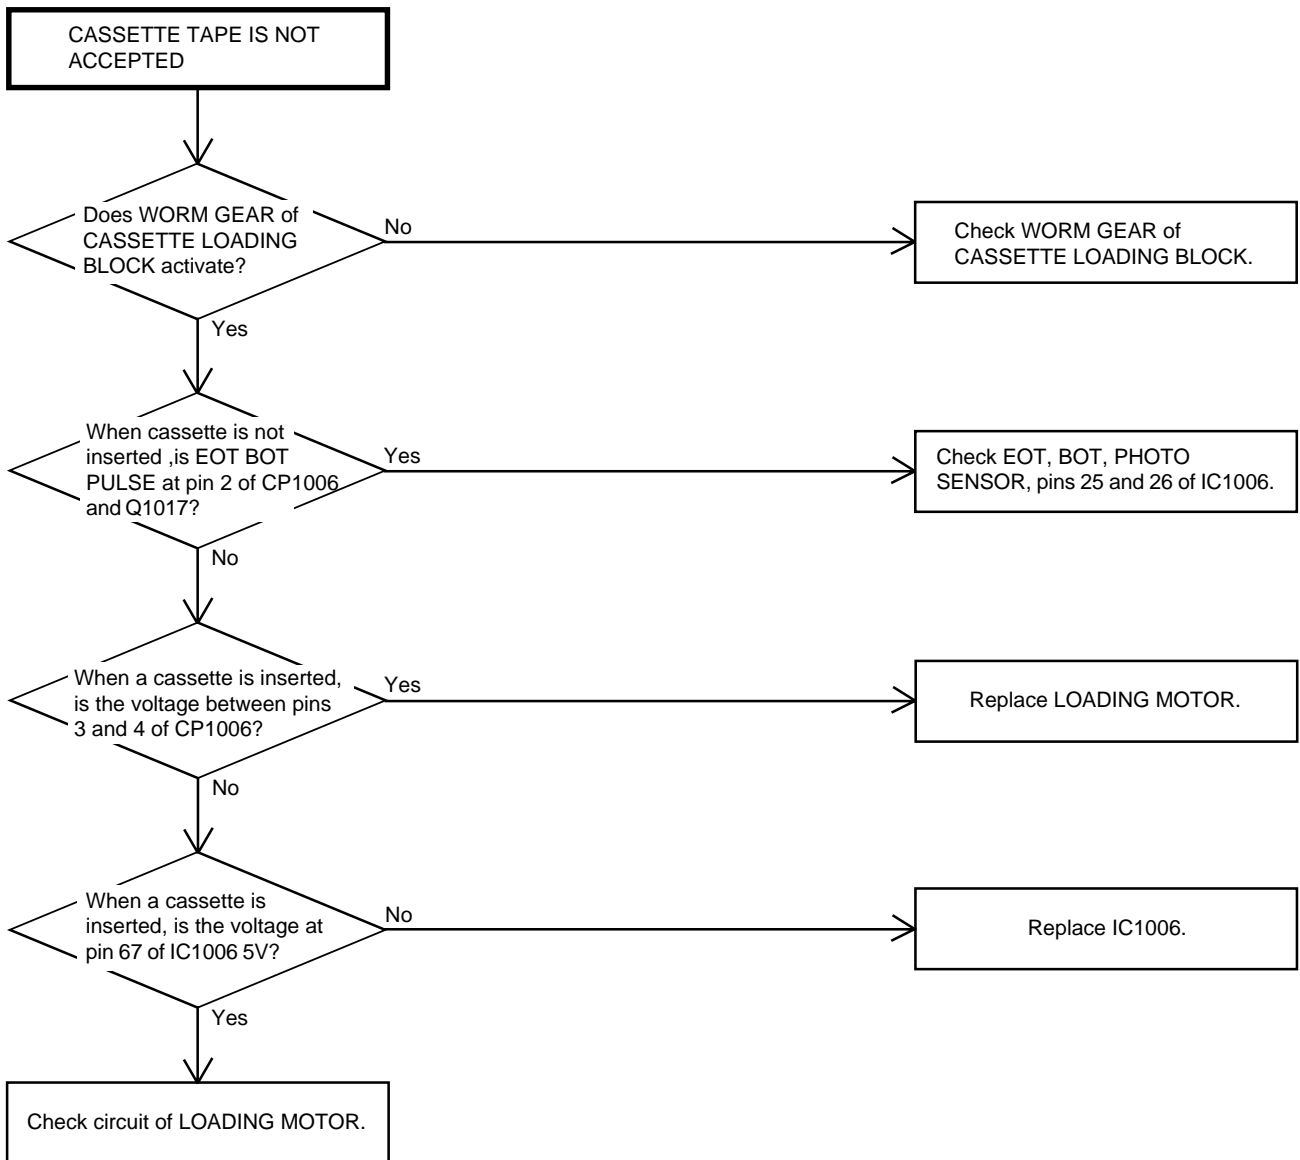 CASSETTE TAPE IS NOT
ACCEPTED
Does WORM GEAR of
CASSETTE LOADING
BLOCK activate?
No
Check WORM GEAR of
CASSETTE LOADING BLOCK.
Yes
When cassette is not
inserted ,is EOT BOT
PULSE at pin 2 of CP1006
and Q1017?
Yes
Check EOT, BOT, PHOTO
SENSOR, pins 25 and 26 of IC1006.
No
When a cassette is inserted,
is the voltage between pins
3 and 4 of CP1006?
Yes
Replace LOADING MOTOR.
No
When a cassette is
inserted, is the voltage at
pin 67 of IC1006 5V?
No
Replace IC1006.
Yes
Check circuit of LOADING MOTOR.